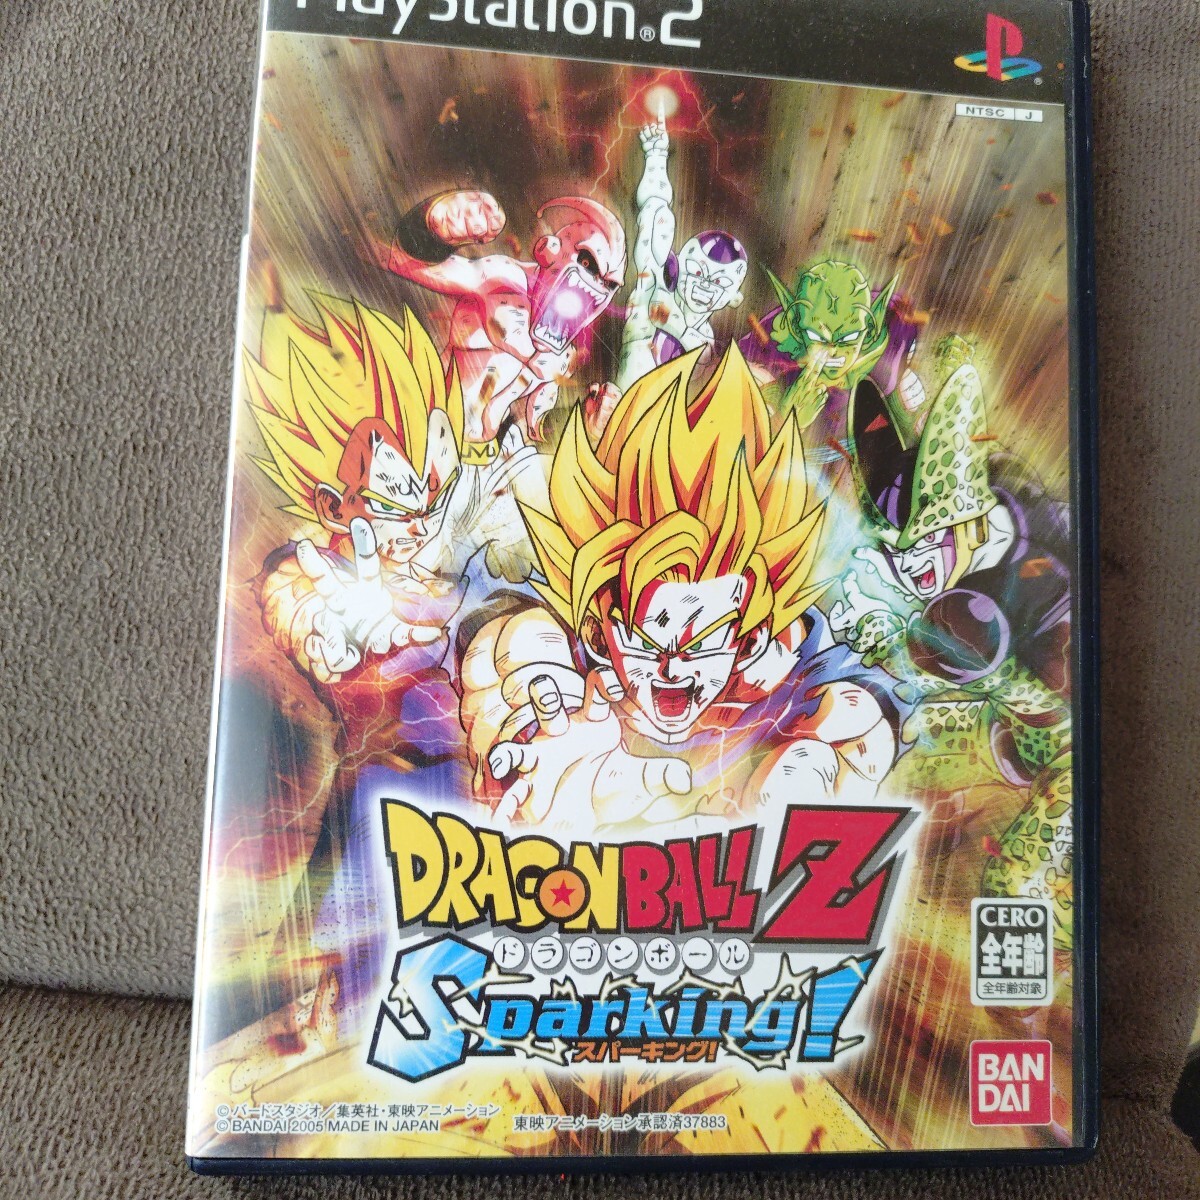 PlayStation®2
NTSC J
M
DRAGONBALL Z
ドラゴンボール
Sparking!
スパーキング!
CERO
全年齢
全年齢対象
BAN
DAI
©バードスタジオ/集英社・東映アニメーション
©BANDAI 2005 MADE IN JAPAN
東映アニメーション承認済37883